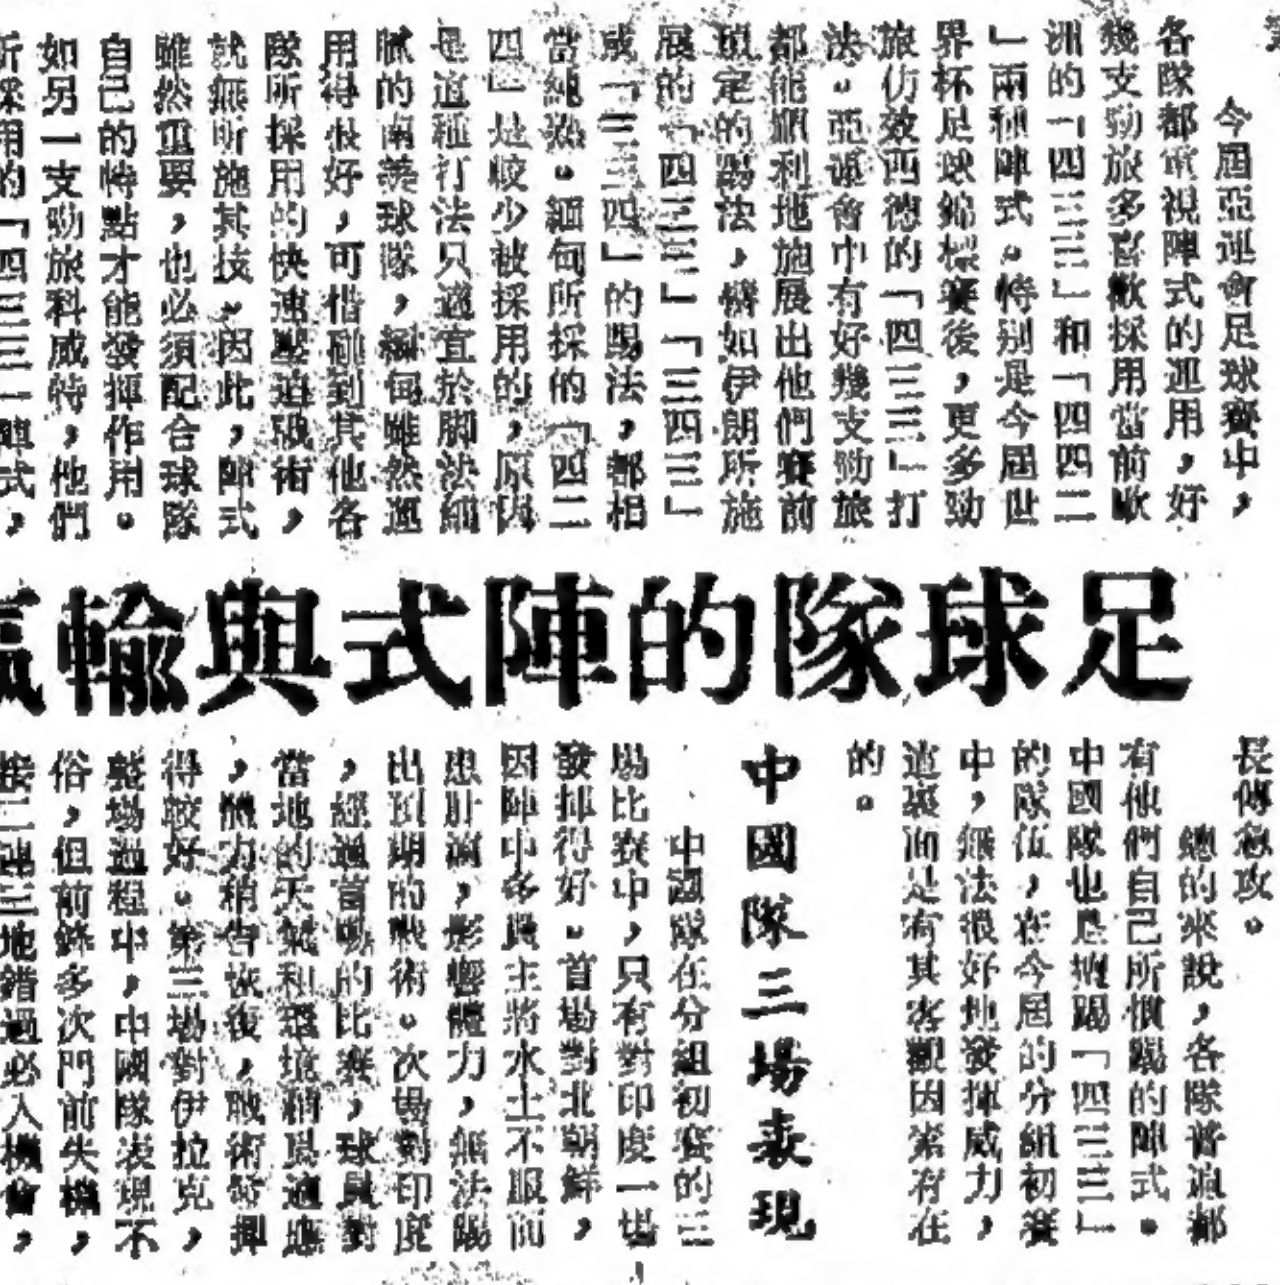 今屆亞運會足球賽中，
各隊都重視陣式的運用，好
幾支勁旅多喜歡採用當前歐
洲的「四三三」和「四四二
」兩種陣式。特別是今屆世
界杯足球錦標賽後，更多勁
旅仿效西德的「四三三」打
法。亞運會中有好幾支勁旅
都能順利地施展出他們賽前
預定的踢法，譬如伊朗所施
展的「四三三」「三四三」
或「三三四」的踢法，都相
當純熟。緬甸所採的「四二
四」是較少被採用的，原因
是這種打法只適宜於脚法細
膩的南美球隊，緬甸雖然運
用得很好，可惜碰到其他各
隊所採用的快速壓迫戰術，
就無所施其技。因此，陣式
雖然重要，也必須配合球隊
自己的特點才能發揮作用。
如另一支勁旅科威特，他們
所採用的「四三三」陣式，
足球隊的陣式與輸贏
長傳急攻。
總的來說，各隊普遍都
有他們自己所慣踢的陣式。
中國隊也是擅踢「四三三」
的隊伍，在今屆的分組初賽
中，無法很好地發揮威力，
這裏面是有其客觀因素存在
的。
中國隊三場表現
中國隊在分組初賽的三
場比賽中，只有對印度一場
發揮得好。首場對北朝鮮，
因陣中多員主將水土不服而
患肚瀉，影響體力，無法踢
出預期的戰術。次場對印度
，經過首場的比賽，球員對
當地的天氣和環境稍爲適應
，體力稍告恢復，戰術發揮
得較好。第三場對伊拉克，
整場過程中，中國隊表現不
俗，但前鋒多次門前失機，
接二連三地錯過必入機會，